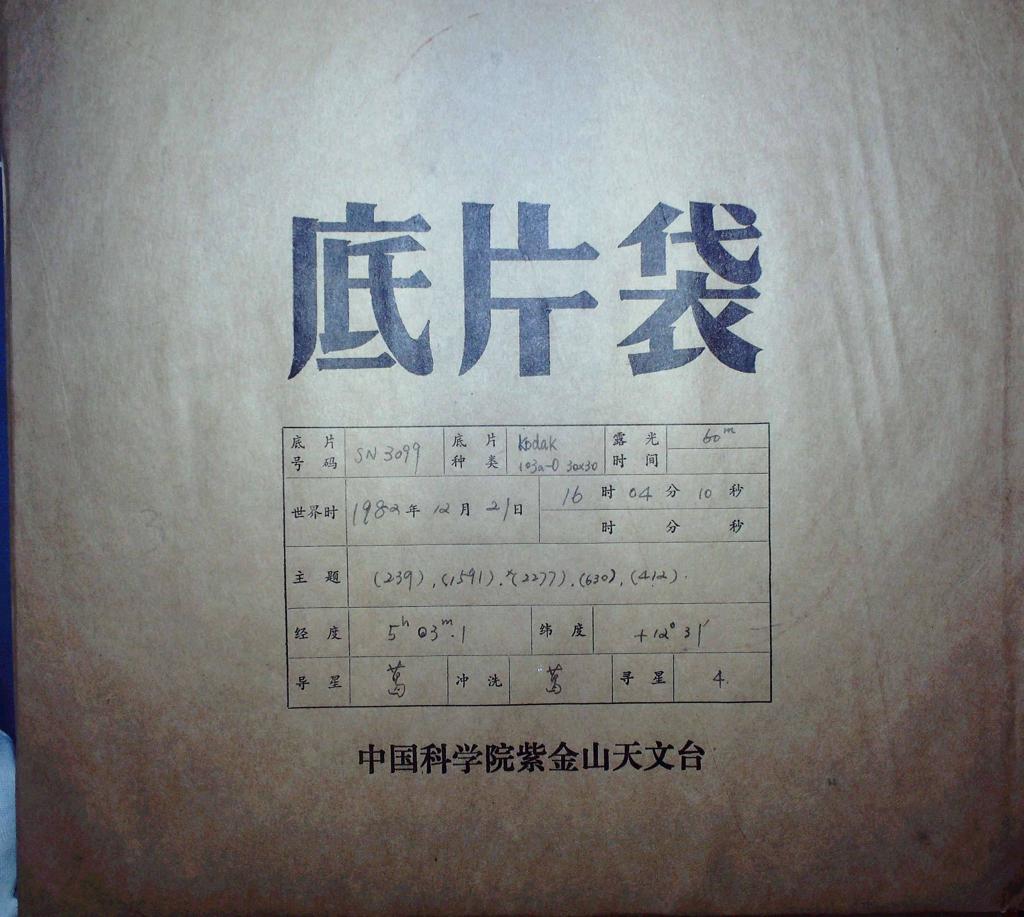 底片袋
底片号码 SN3099 底片种类 Kodak 103a-O 30x30 露光时间 60m
世界时 1982年12月21日 16时04分10秒
时 分 秒
主题 (239),(1591),*(2277),(630),(412).
经度 5h03m.1 纬度 +12°31′
导星 葛 冲洗 葛 寻星 4
中国科学院紫金山天文台